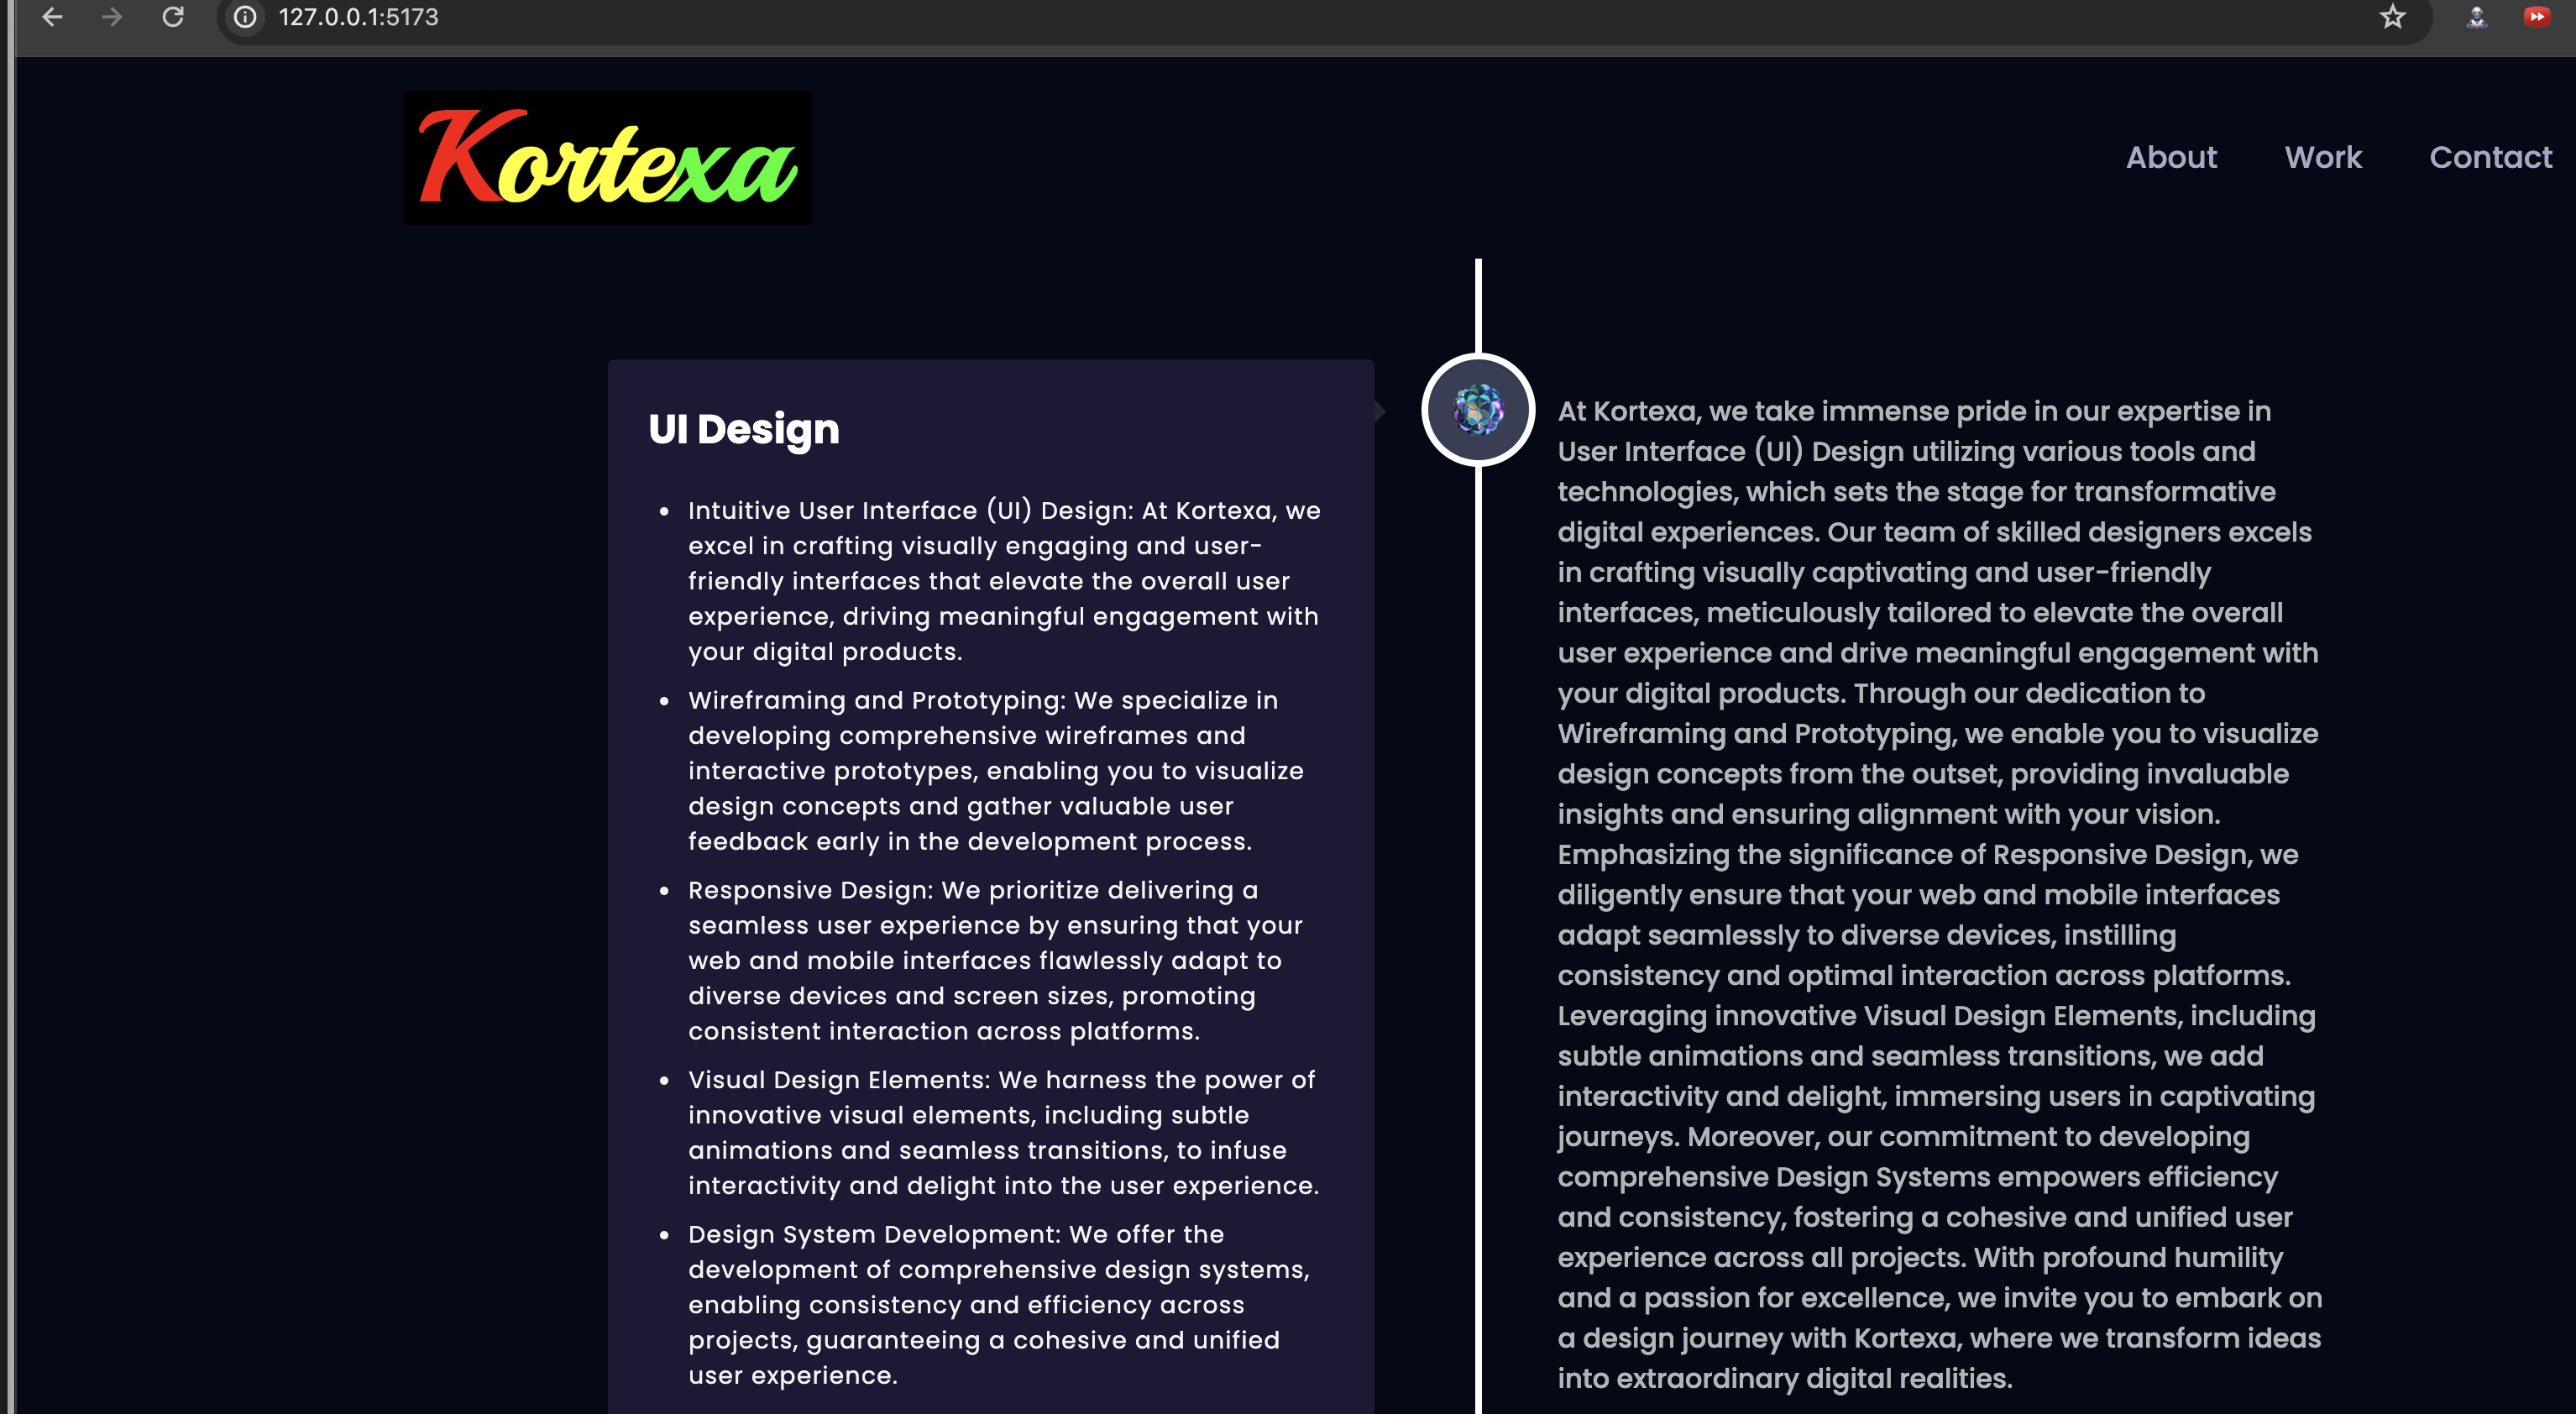 127.0.0.1:5173
Kortexa
About Work Contact
UI Design
• Intuitive User Interface (UI) Design: At Kortexa, we
excel in crafting visually engaging and user-
friendly interfaces that elevate the overall user
experience, driving meaningful engagement with
your digital products.
• Wireframing and Prototyping: We specialize in
developing comprehensive wireframes and
interactive prototypes, enabling you to visualize
design concepts and gather valuable user
feedback early in the development process.
• Responsive Design: We prioritize delivering a
seamless user experience by ensuring that your
web and mobile interfaces flawlessly adapt to
diverse devices and screen sizes, promoting
consistent interaction across platforms.
• Visual Design Elements: We harness the power of
innovative visual elements, including subtle
animations and seamless transitions, to infuse
interactivity and delight into the user experience.
• Design System Development: We offer the
development of comprehensive design systems,
enabling consistency and efficiency across
projects, guaranteeing a cohesive and unified
user experience.
At Kortexa, we take immense pride in our expertise in
User Interface (UI) Design utilizing various tools and
technologies, which sets the stage for transformative
digital experiences. Our team of skilled designers excels
in crafting visually captivating and user-friendly
interfaces, meticulously tailored to elevate the overall
user experience and drive meaningful engagement with
your digital products. Through our dedication to
Wireframing and Prototyping, we enable you to visualize
design concepts from the outset, providing invaluable
insights and ensuring alignment with your vision.
Emphasizing the significance of Responsive Design, we
diligently ensure that your web and mobile interfaces
adapt seamlessly to diverse devices, instilling
consistency and optimal interaction across platforms.
Leveraging innovative Visual Design Elements, including
subtle animations and seamless transitions, we add
interactivity and delight, immersing users in captivating
journeys. Moreover, our commitment to developing
comprehensive Design Systems empowers efficiency
and consistency, fostering a cohesive and unified user
experience across all projects. With profound humility
and a passion for excellence, we invite you to embark on
a design journey with Kortexa, where we transform ideas
into extraordinary digital realities.